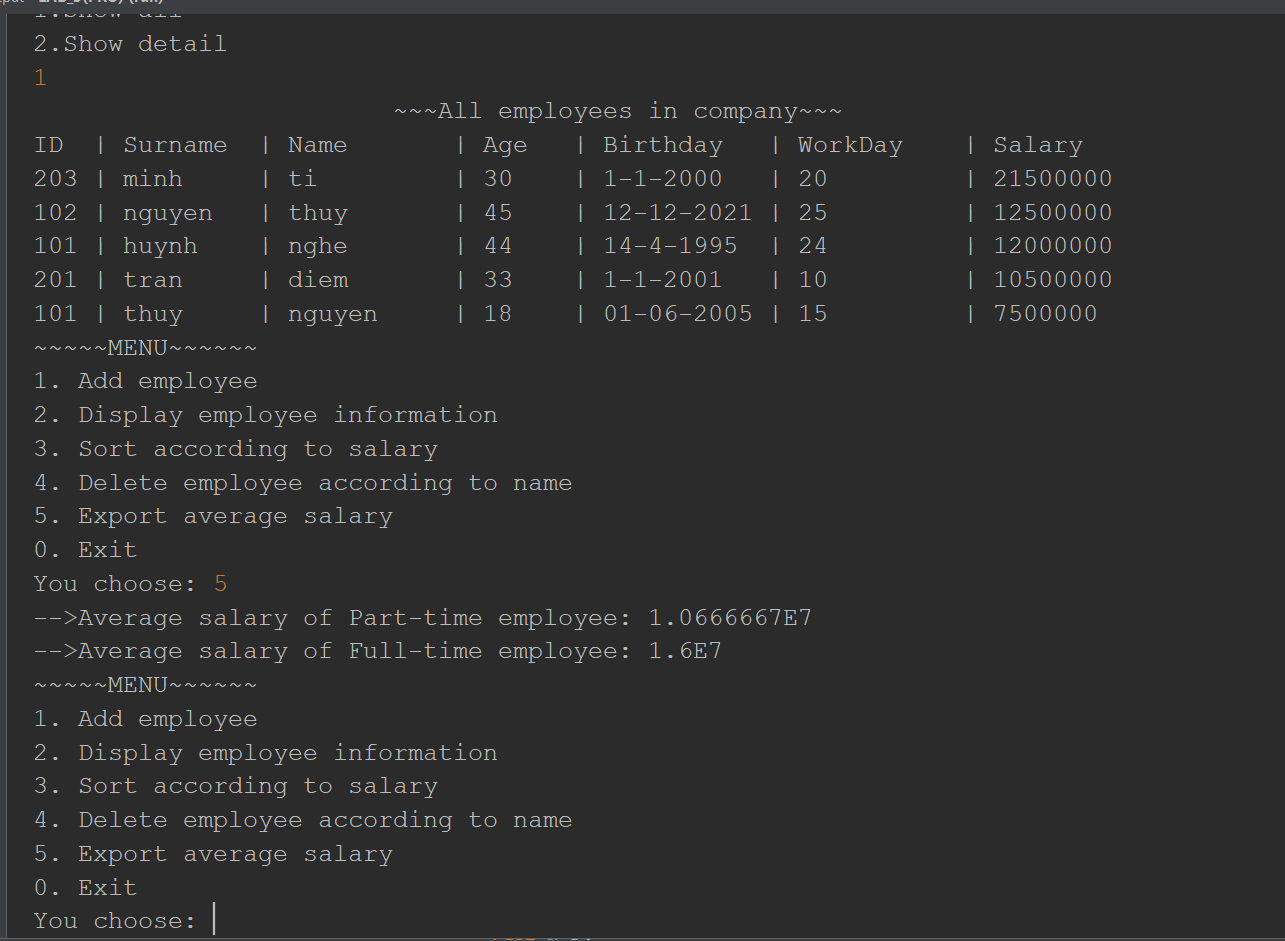 2.Show detail
1
~~~All employees in company~~~
ID | Surname | Name | Age | Birthday | WorkDay | Salary
203 | minh | ti | 30 | 1-1-2000 | 20 | 21500000
102 | nguyen | thuy | 45 | 12-12-2021 | 25 | 12500000
101 | huynh | nghe | 44 | 14-4-1995 | 24 | 12000000
201 | tran | diem | 33 | 1-1-2001 | 10 | 10500000
101 | thuy | nguyen | 18 | 01-06-2005 | 15 | 7500000
~~~~~MENU~~~~~~
1. Add employee
2. Display employee information
3. Sort according to salary
4. Delete employee according to name
5. Export average salary
0. Exit
You choose: 5
-->Average salary of Part-time employee: 1.0666667E7
-->Average salary of Full-time employee: 1.6E7
~~~~~MENU~~~~~~
1. Add employee
2. Display employee information
3. Sort according to salary
4. Delete employee according to name
5. Export average salary
0. Exit
You choose: